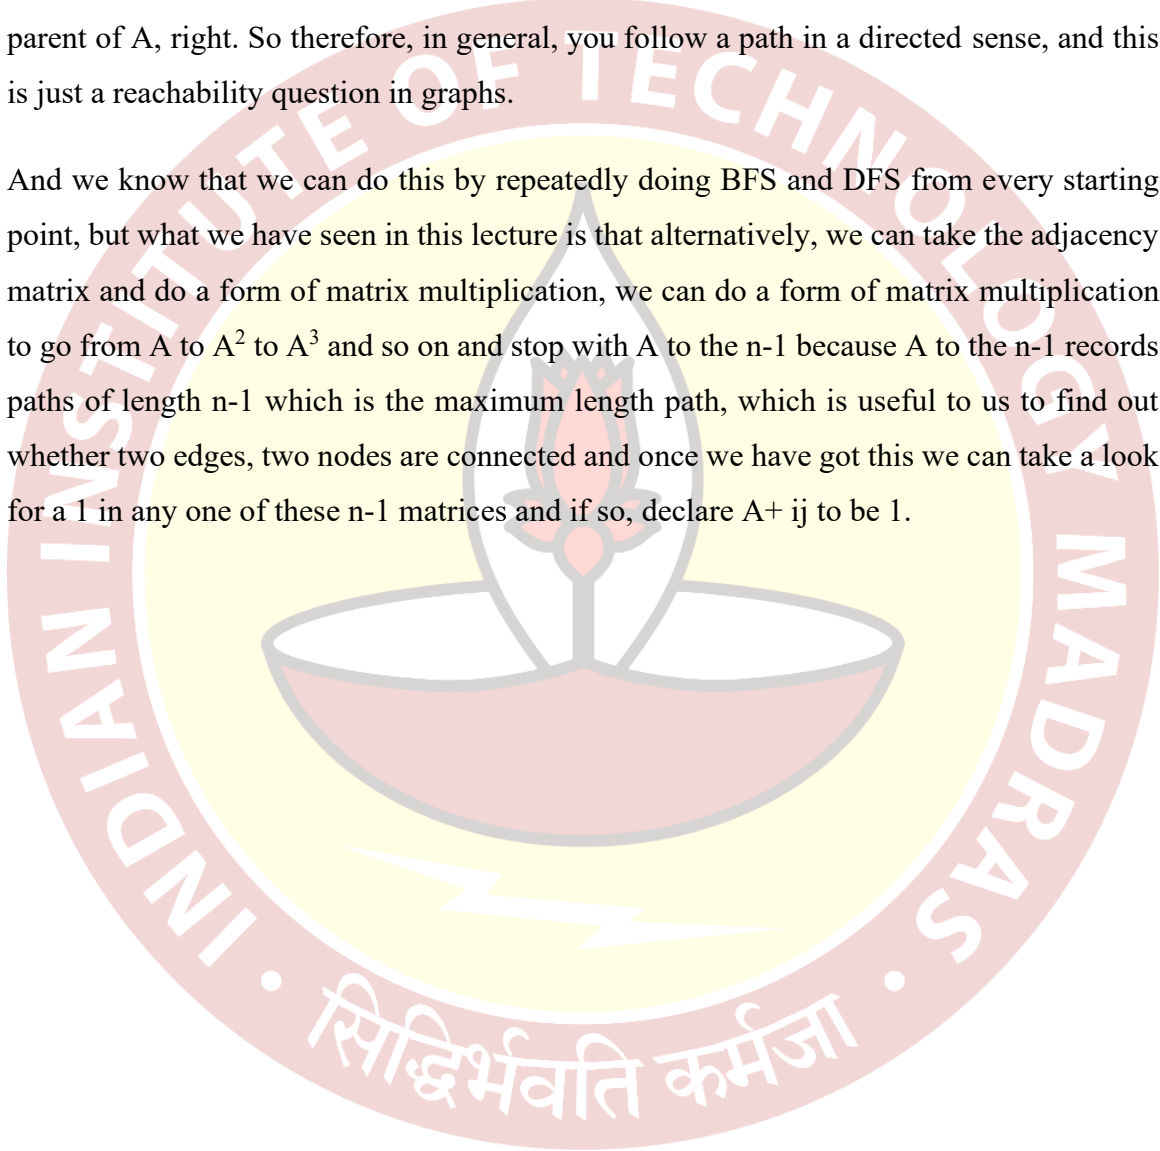 parent of A, right. So therefore, in general, you follow a path in a directed sense, and this
is just a reachability question in graphs.
And we know that we can do this by repeatedly doing BFS and DFS from every starting
point, but what we have seen in this lecture is that alternatively, we can take the adjacency
matrix and do a form of matrix multiplication, we can do a form of matrix multiplication
to go from A to A² to A³ and so on and stop with A to the n-1 because A to the n-1 records
paths of length n-1 which is the maximum length path, which is useful to us to find out
whether two edges, two nodes are connected and once we have got this we can take a look
for a 1 in any one of these n-1 matrices and if so, declare A+ ij to be 1.
INDIAN INSTITUTE OF TECHNOLOGY MADRAS
सिद्धिर्भवति कर्मजा